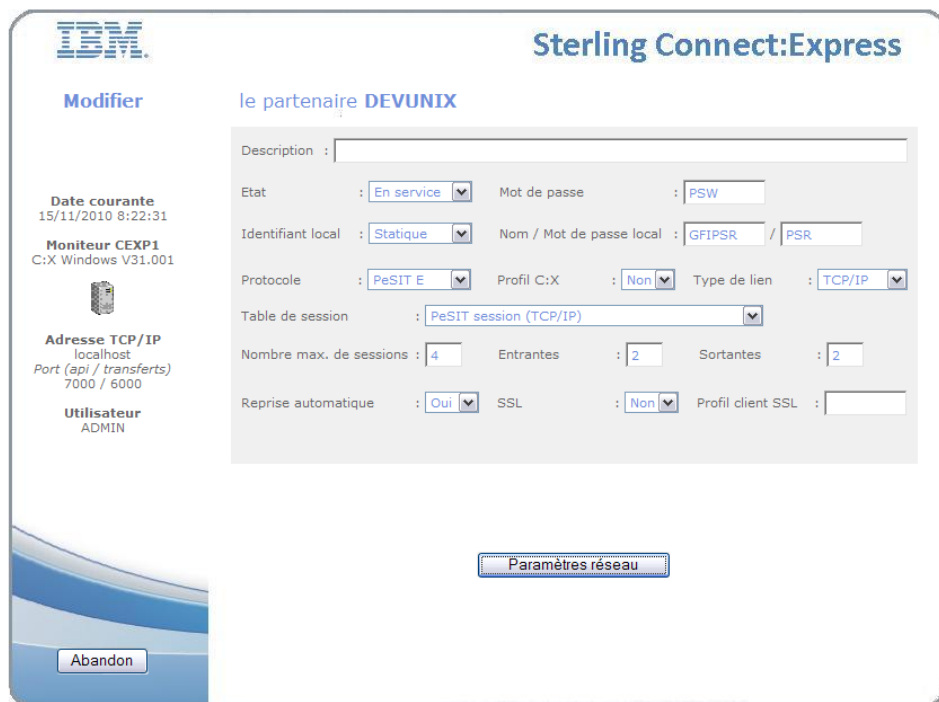 IBM.
Sterling Connect:Express
Modifier
le partenaire DEVUNIX
Description :
Etat : En service Mot de passe : PSW
Identifiant local : Statique Nom / Mot de passe local : GFIPSR / PSR
Protocole : PeSIT E Profil C:X : Non Type de lien : TCP/IP
Table de session : PeSIT session (TCP/IP)
Nombre max. de sessions : 4 Entrantes : 2 Sortantes : 2
Reprise automatique : Oui SSL : Non Profil client SSL :
Date courante
15/11/2010 8:22:31
Moniteur CEXP1
C:X Windows V31.001
Adresse TCP/IP
localhost
Port (api / transferts)
7000 / 6000
Utilisateur
ADMIN
Paramètres réseau
Abandon